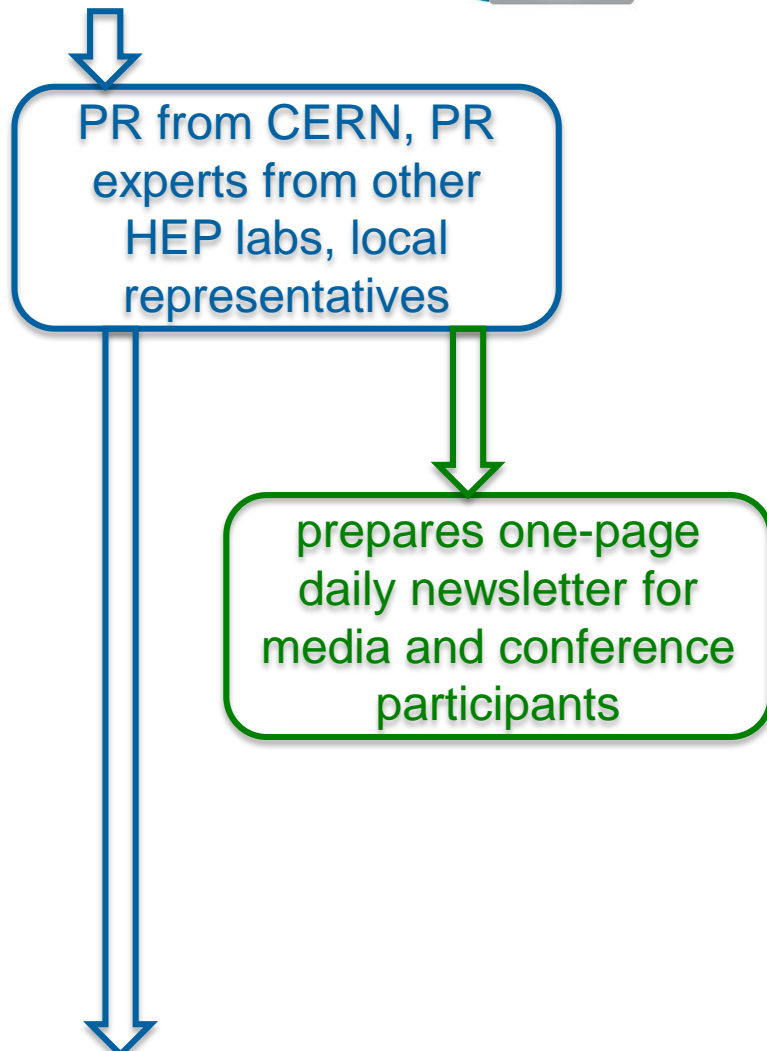 PR from CERN, PR
experts from other
HEP labs, local
representatives
prepares one-page
daily newsletter for
media and conference
participants